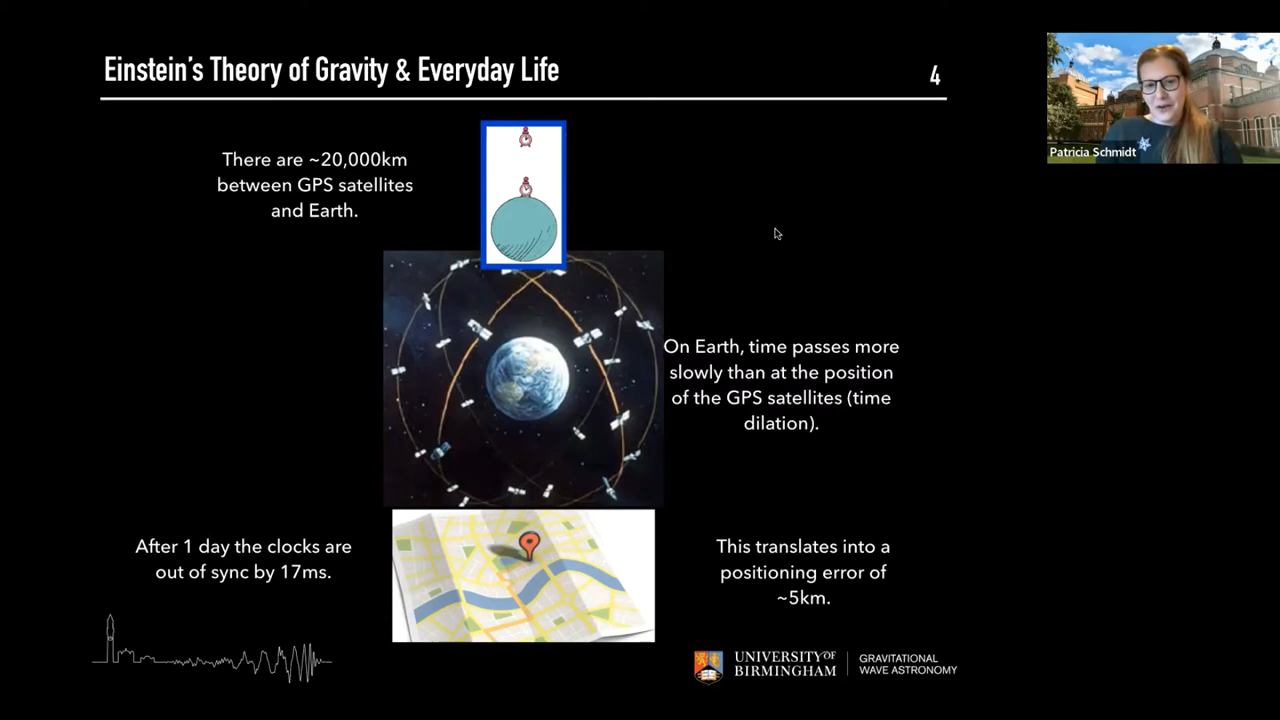 Einstein's Theory of Gravity & Everyday Life
4
Patricia Schmidt
There are ~20,000km
between GPS satellites
and Earth.
On Earth, time passes more
slowly than at the position
of the GPS satellites (time
dilation).
After 1 day the clocks are
out of sync by 17ms.
This translates into a
positioning error of
~5km.
UNIVERSITY OF
BIRMINGHAM
GRAVITATIONAL
WAVE ASTRONOMY